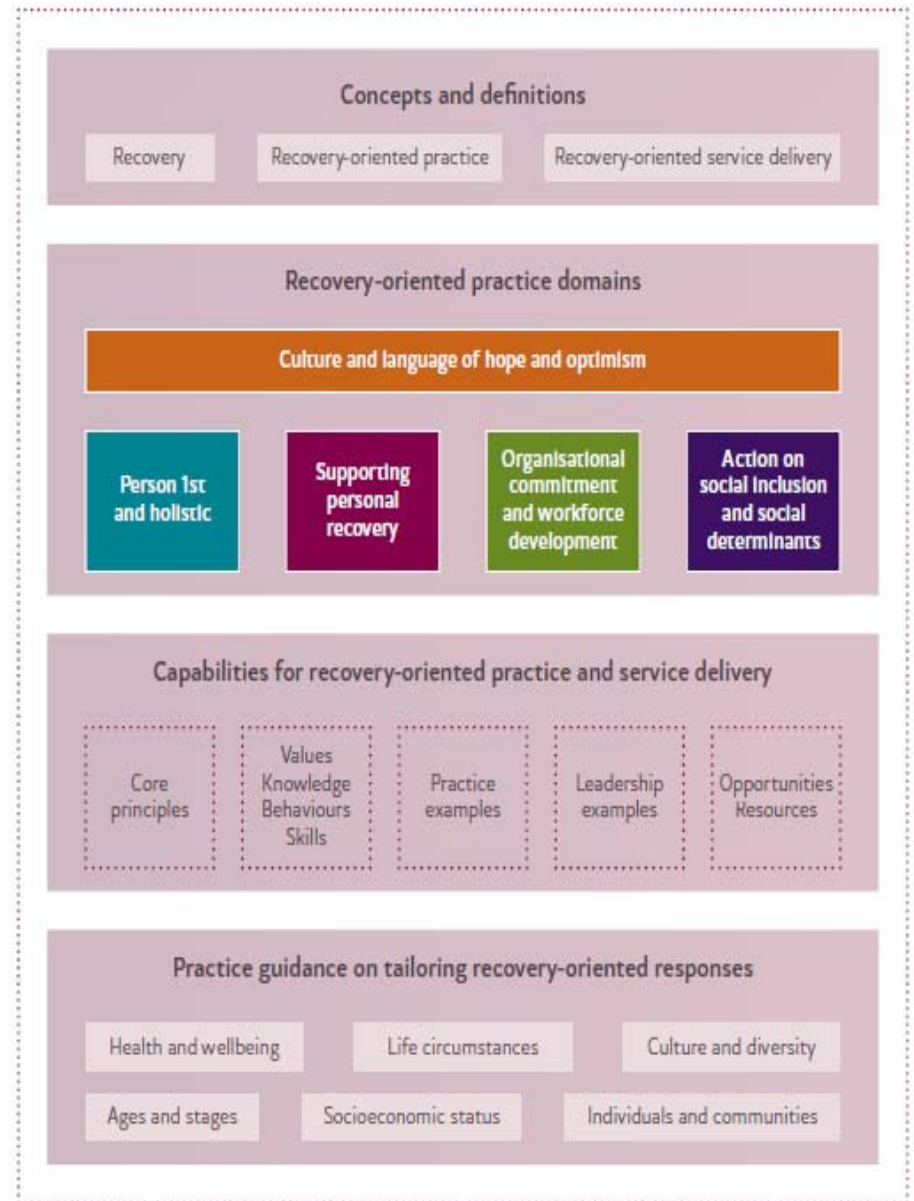 Concepts and definitions
Recovery
Recovery-oriented practice
Recovery-oriented service delivery
Recovery-oriented practice domains
Culture and language of hope and optimism
Person 1st
and holistic
Supporting
personal
recovery
Organisational
commitment
and workforce
development
Action on
social inclusion
and social
determinants
Capabilities for recovery-oriented practice and service delivery
Core
principles
Values
Knowledge
Behaviours
Skills
Practice
examples
Leadership
examples
Opportunities
Resources
Practice guidance on tailoring recovery-oriented responses
Health and wellbeing
Life circumstances
Culture and diversity
Ages and stages
Socioeconomic status
Individuals and communities